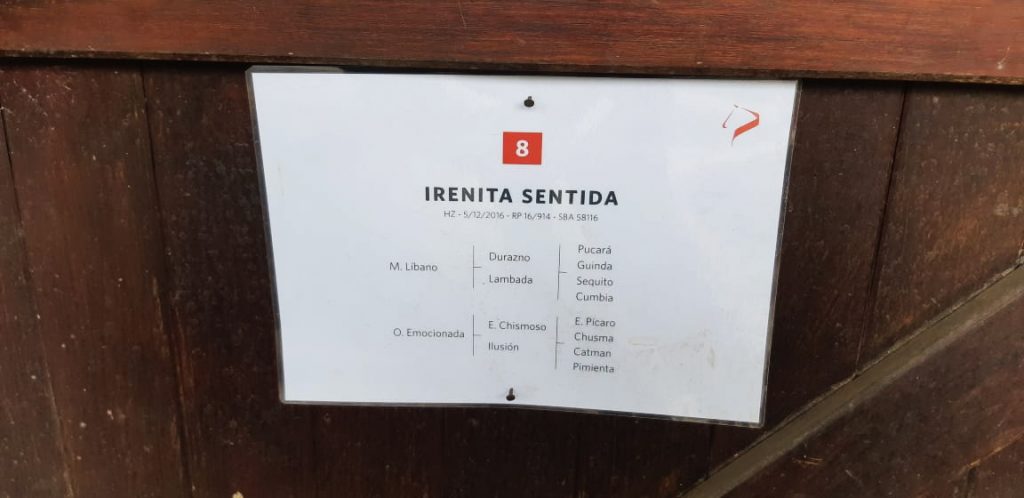 8
IRENITA SENTIDA
HZ - 5/12/2016 - RP 16/914 - SBA 58116
M. Libano
Durazno
Lambada
Pucará
Guinda
Sequito
Cumbia
O. Emocionada
E. Chismoso
Ilusión
E. Picaro
Chusma
Catman
Pimienta